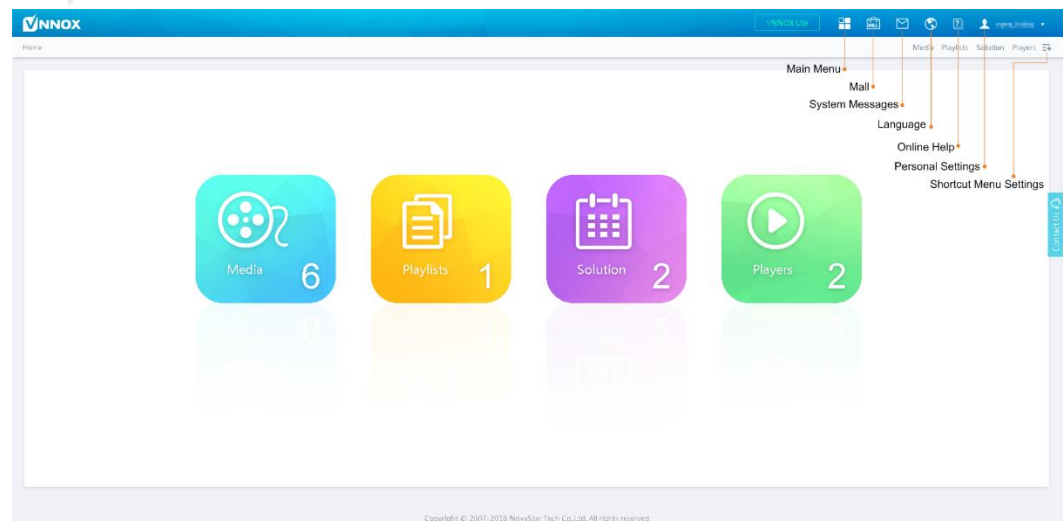 VNNOX
VNNOX Lite
Home
Media Playlists Solution Players
Main Menu
Mall
System Messages
Language
Online Help
Personal Settings
Shortcut Menu Settings
Media 6
Playlists 1
Solution 2
Players 2
Contact Us
Copyright © 2007-2018 NovaStar Tech Co.,Ltd. All rights reserved